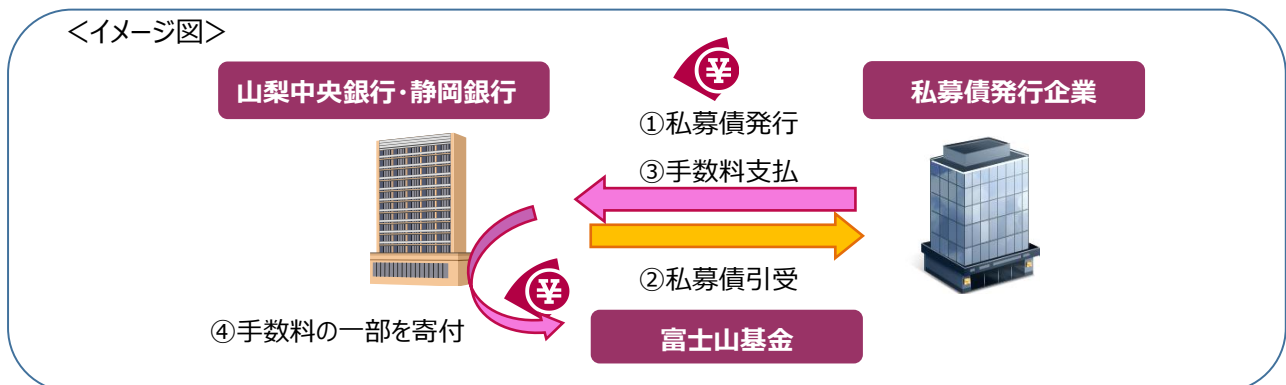 ＜イメージ図＞
山梨中央銀行・静岡銀行
私募債発行企業
¥
①私募債発行
③手数料支払
②私募債引受
¥
④手数料の一部を寄付
富士山基金